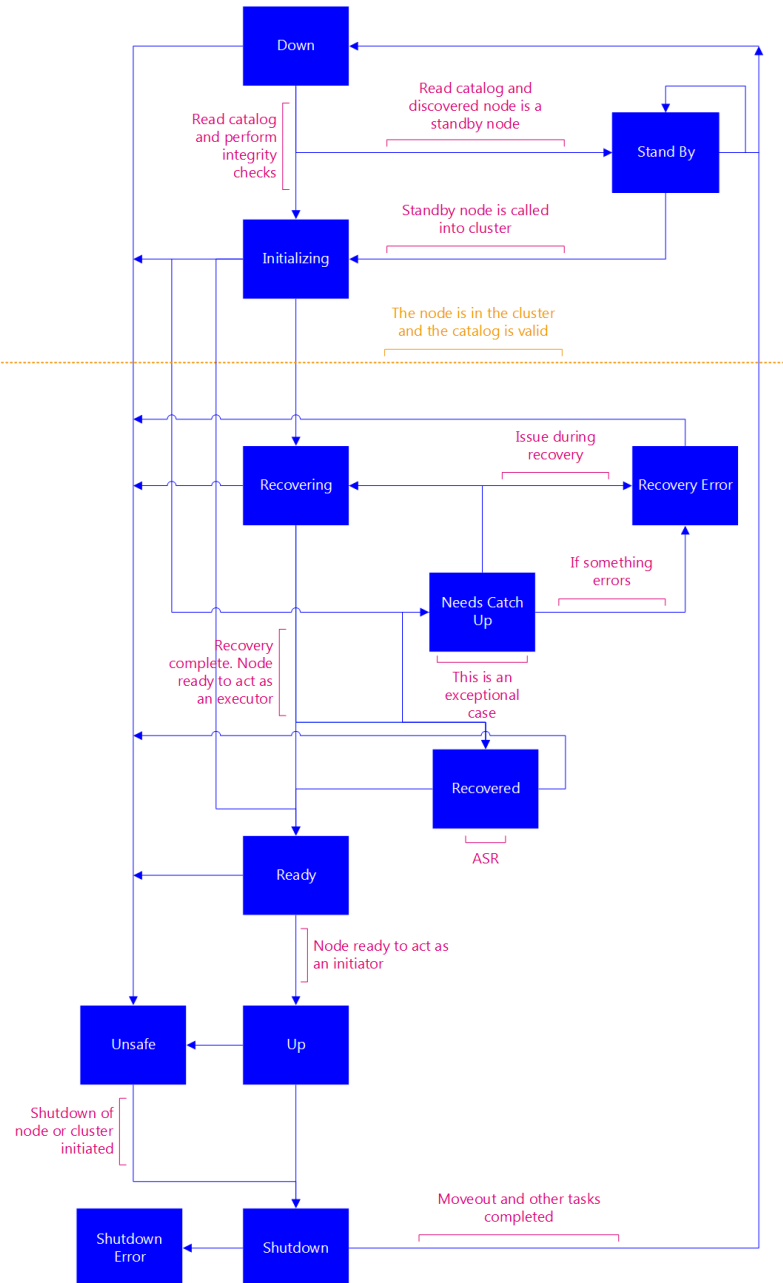 Down
Read catalog
and perform
integrity
checks
Read catalog and
discovered node is a
standby node
Stand By
Standby node is called
into cluster
Initializing
The node is in the cluster
and the catalog is valid
Issue during
recovery
Recovering
Recovery Error
If something
errors
Needs Catch
Up
This is an
exceptional
case
Recovery
complete. Node
ready to act as
an executor
Recovered
ASR
Ready
Node ready to act as
an initiator
Unsafe
Up
Shutdown of
node or cluster
initiated
Moveout and other tasks
completed
Shutdown
Error
Shutdown